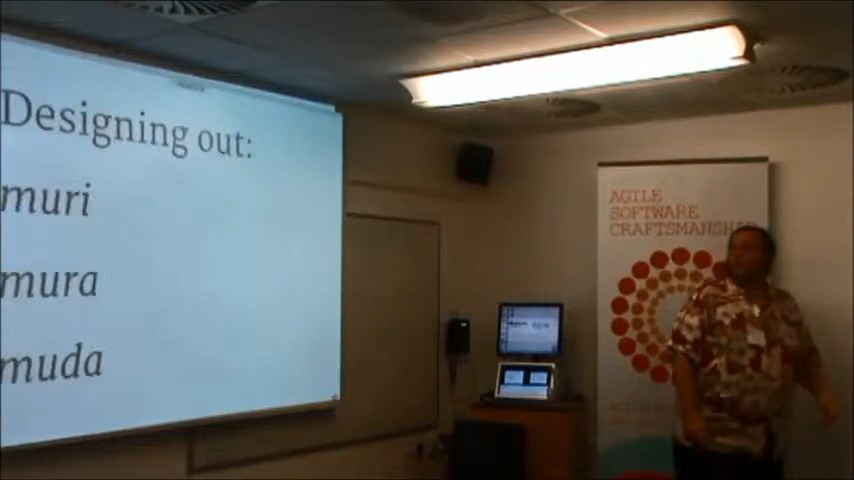 Designing out:
muri
mura
muda
AGILE
SOFTWARE
CRAFTSMANSHIP